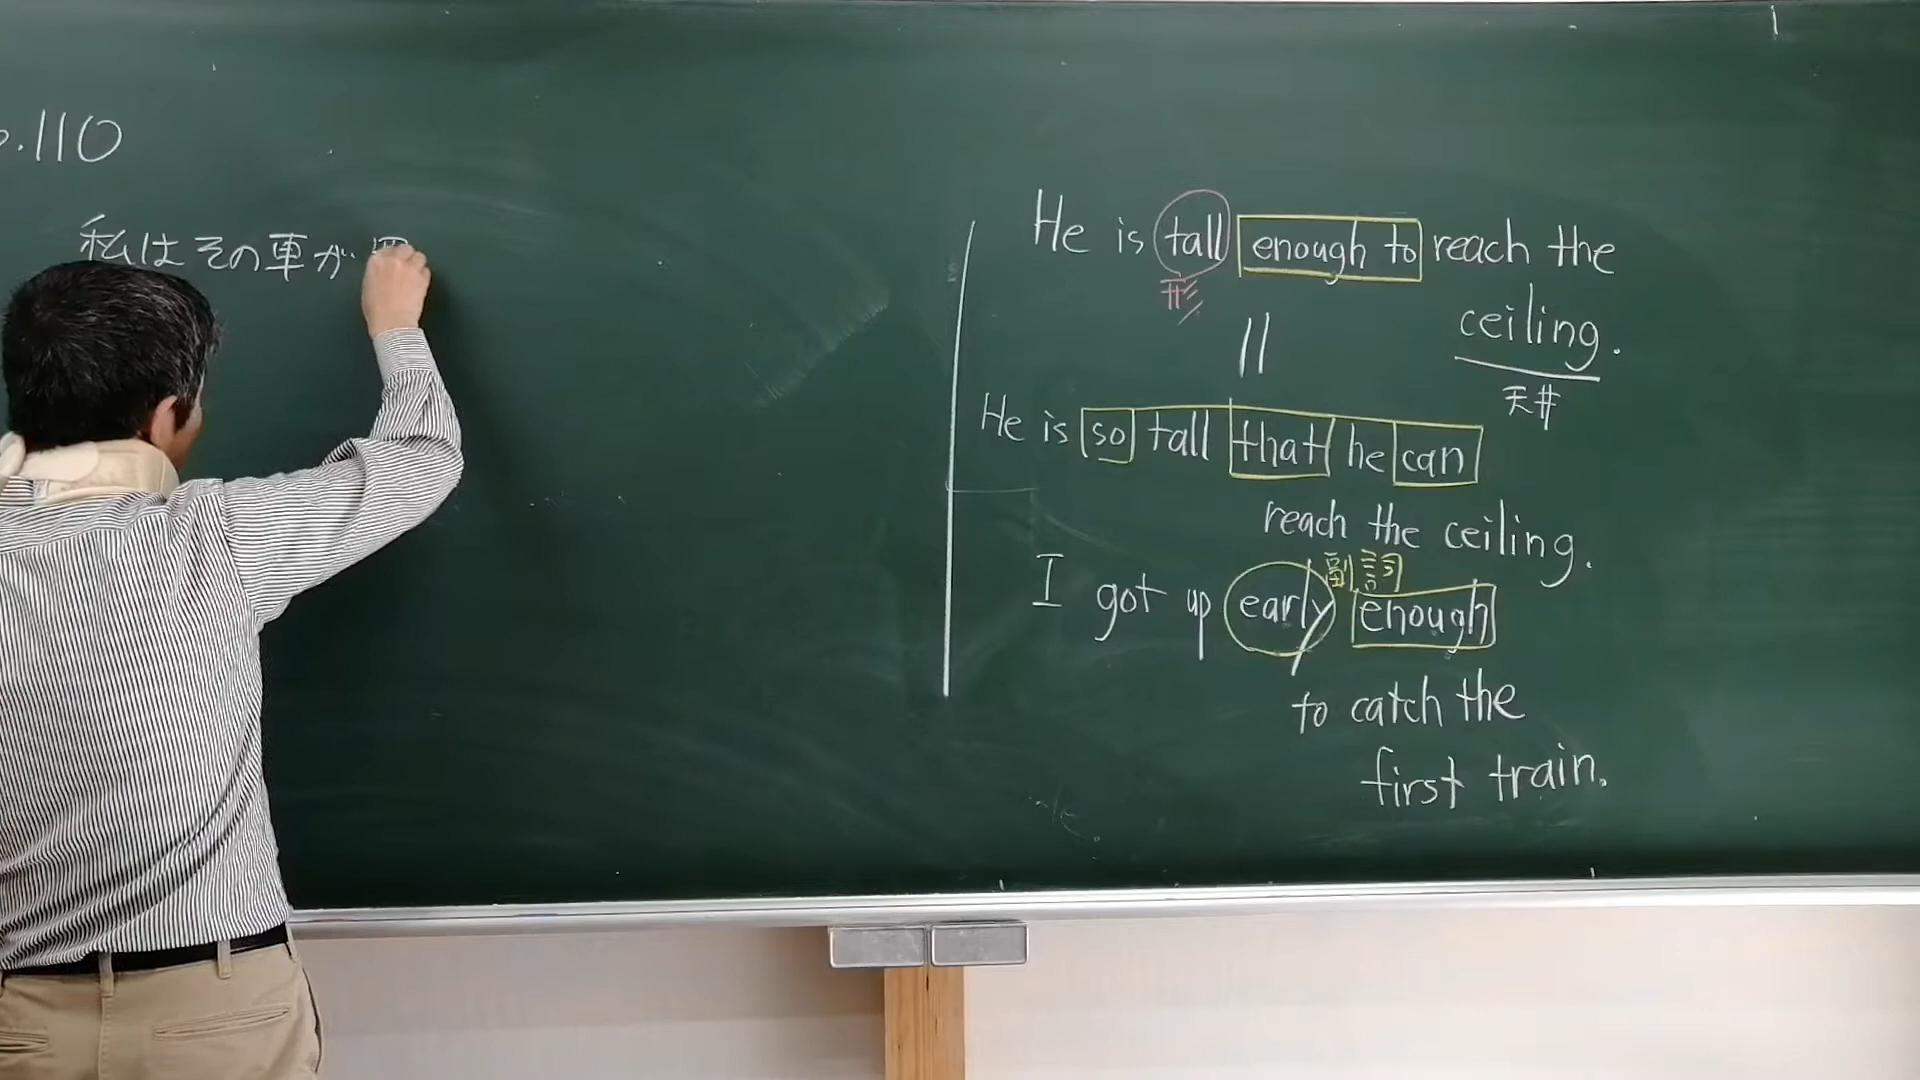 p.110
私はその車が
He is tall enough to reach the
形
ceiling.
天井
||
He is so tall that he can
reach the ceiling.
副詞
I got up early enough
to catch the
first train.